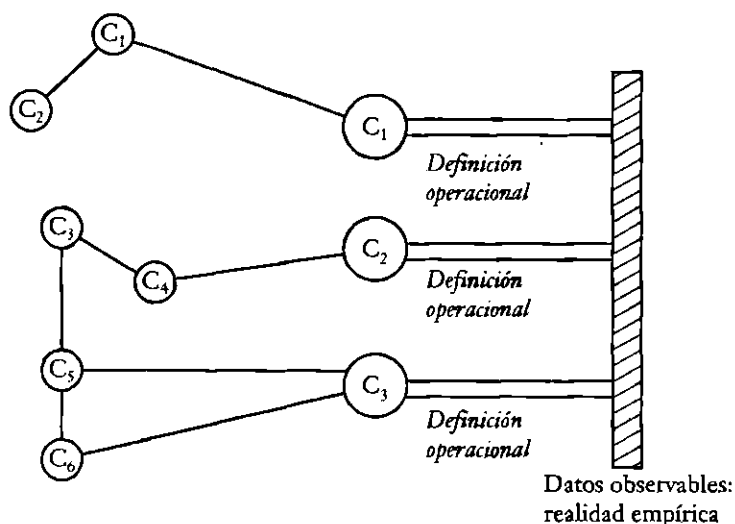 C₁
C₂
C₁
Definición
operacional
C₃
C₄
C₂
Definición
operacional
C₅
C₃
C₆
Definición
operacional
Datos observables:
realidad empírica